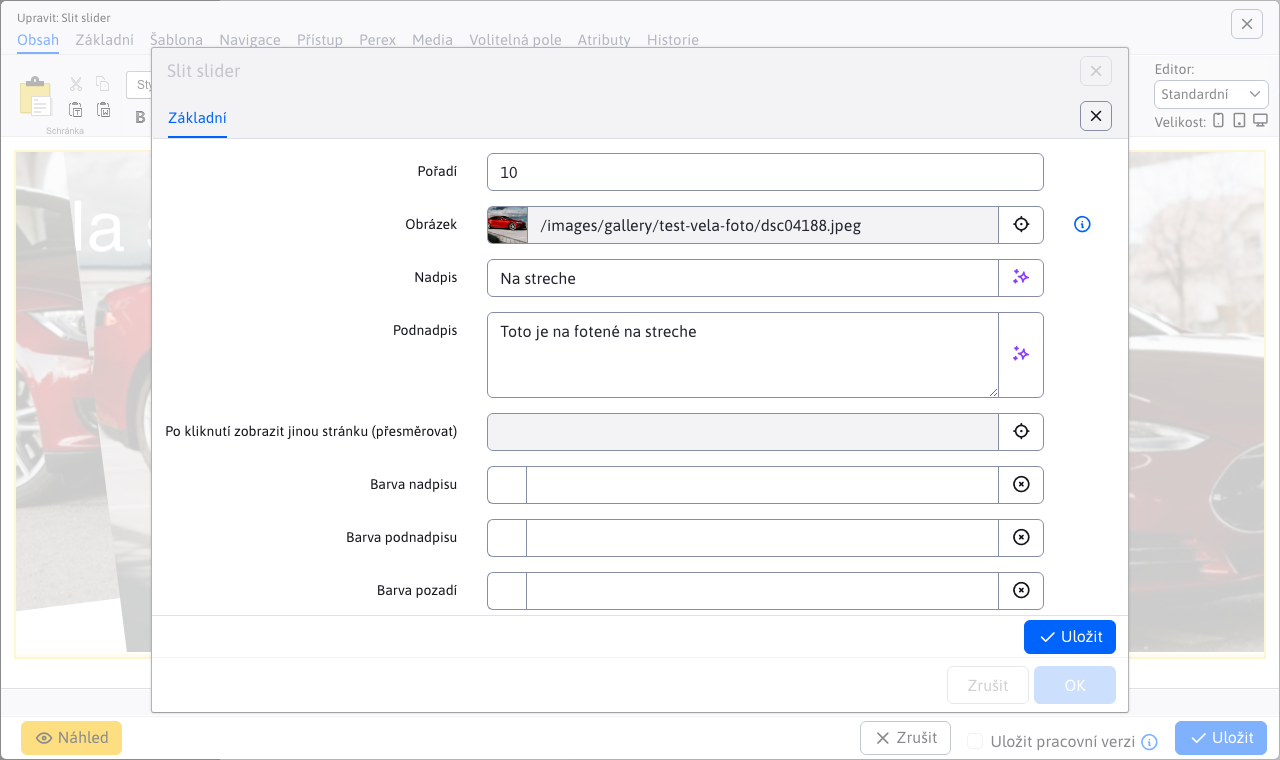 Upravit: Slit slider
Obsah Základní Šablona Navigace Přístup Perex Media Volitelná pole Atributy Historie
Slit slider
Editor:
Standardní
Základní
B
Velikost:
Schránka
Pořadí 10
la
Obrázek /images/gallery/test-vela-foto/dsc04188.jpeg
Nadpis Na streche
Podnadpis Toto je na fotené na streche
Po kliknutí zobrazit jinou stránku (přesměrovat)
Barva nadpisu
Barva podnadpisu
Barva pozadí
Uložit
Zrušit OK
Náhled Zrušit Uložit pracovní verzi Uložit